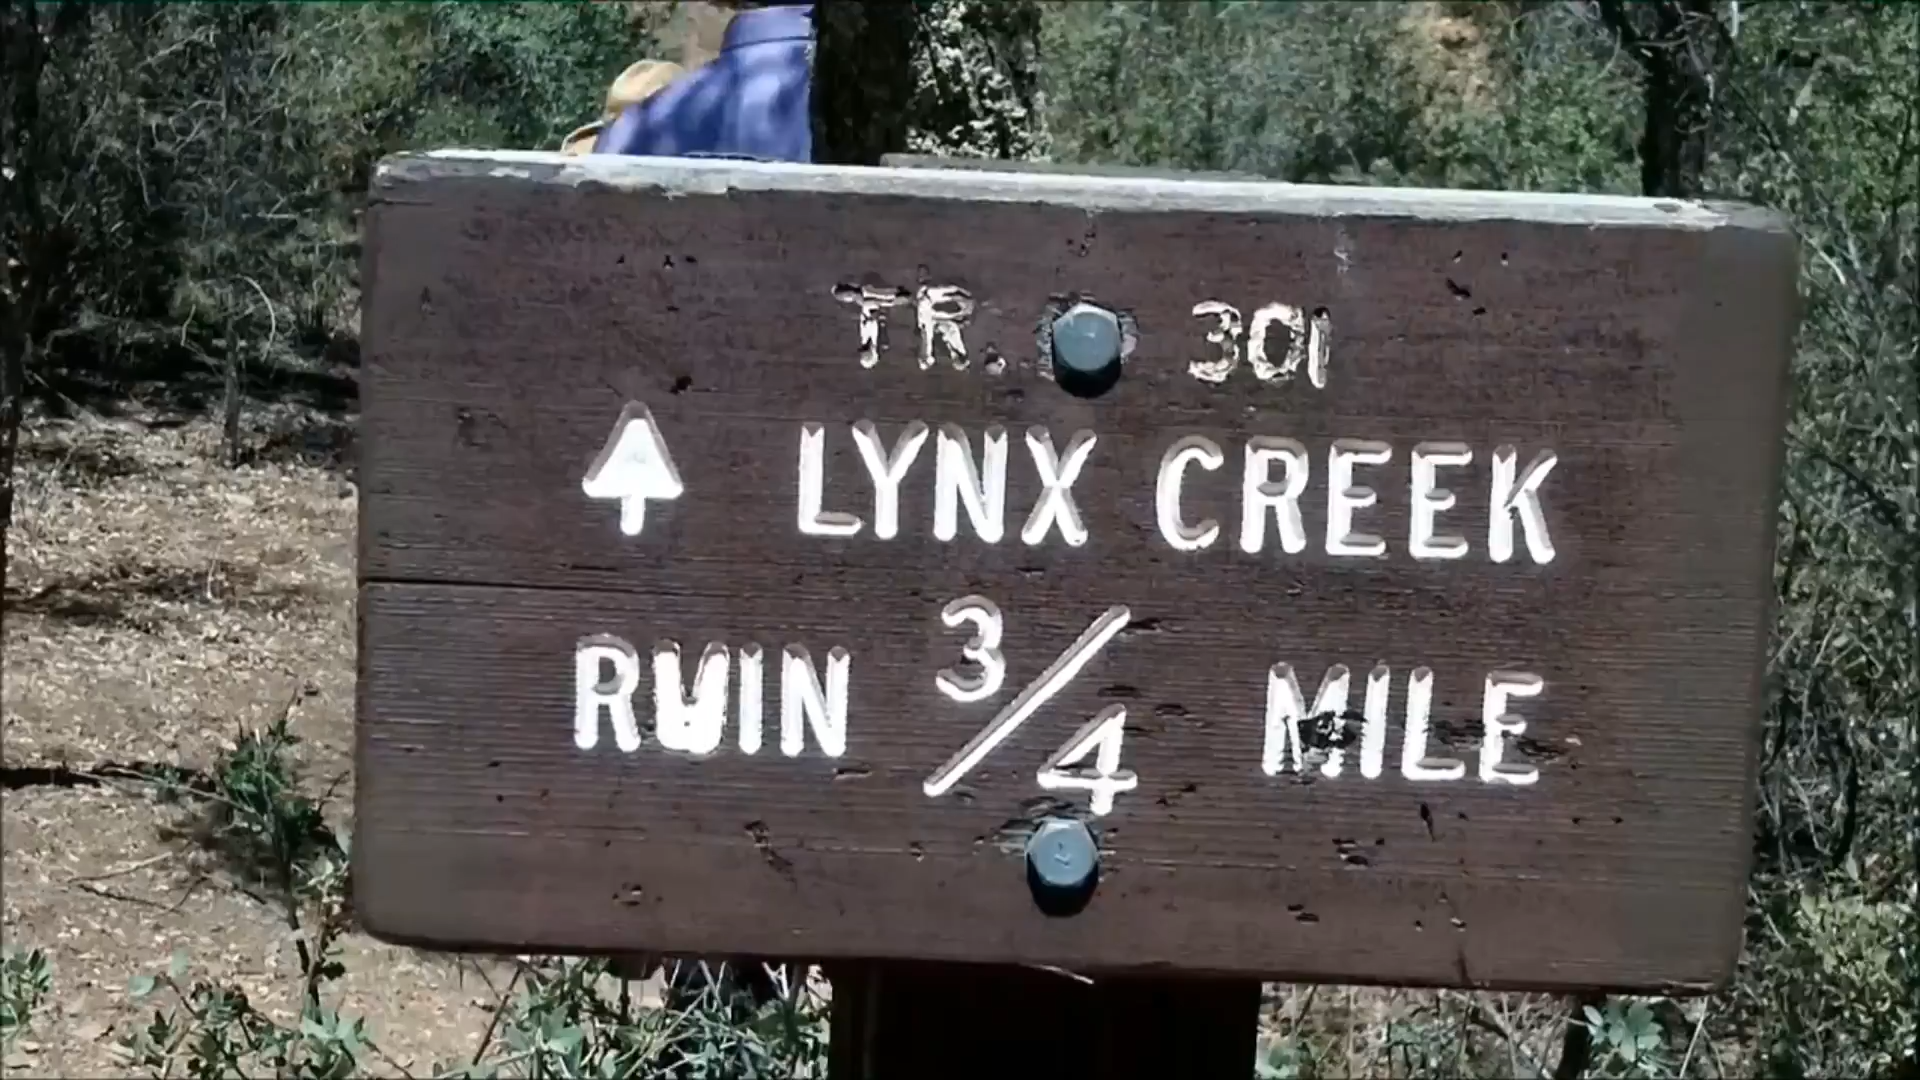 TR. 301
↑ LYNX CREEK
RUIN 3/4 MILE